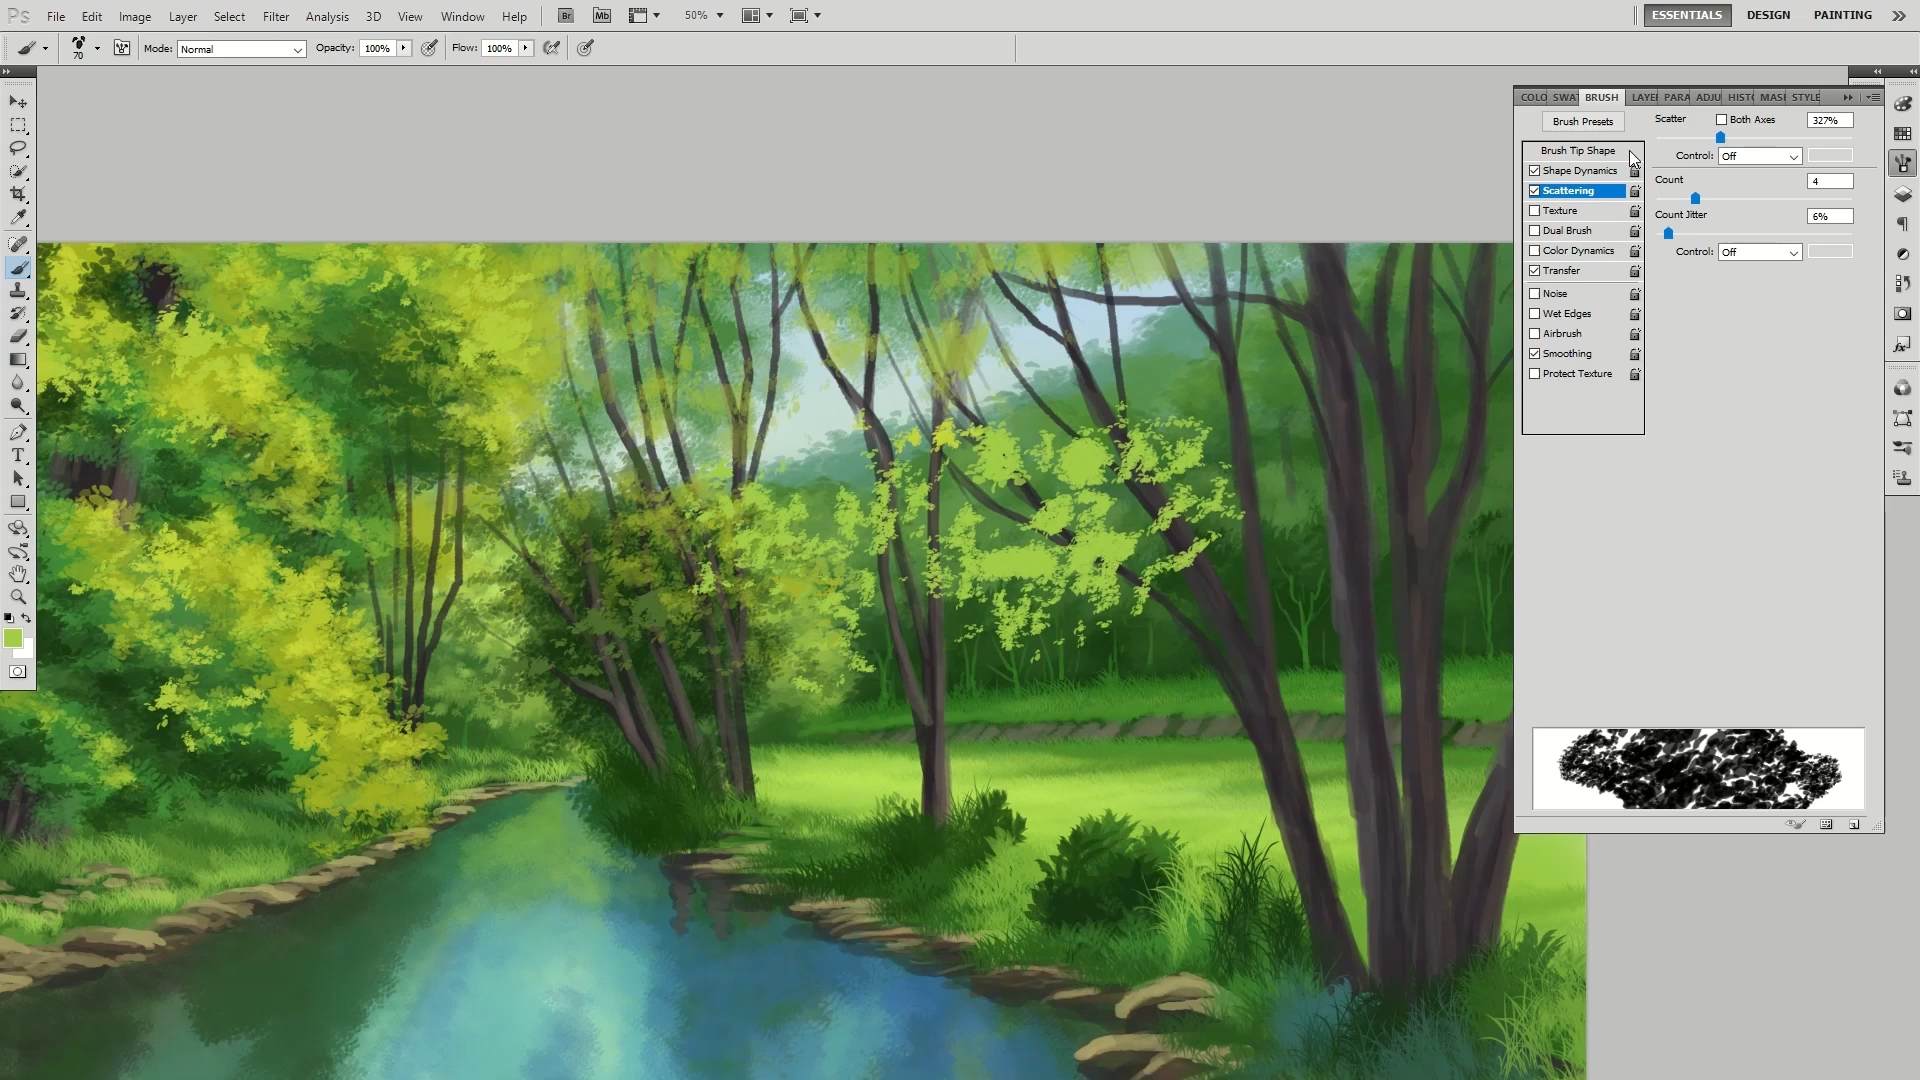 Ps File Edit Image Layer Select Filter Analysis 3D View Window Help Br Mb 50% ESSENTIALS DESIGN PAINTING
70 Mode: Normal Opacity: 100% Flow: 100%
COLO SWAT BRUSH LAYE PARA ADJU HISTO MASK STYLE
Brush Presets
Scatter Both Axes 327%
Brush Tip Shape
Control: Off
Shape Dynamics
Count 4
Scattering
Texture
Count Jitter 6%
Dual Brush
Color Dynamics
Control: Off
Transfer
Noise
Wet Edges
Airbrush
Smoothing
Protect Texture
T
fx